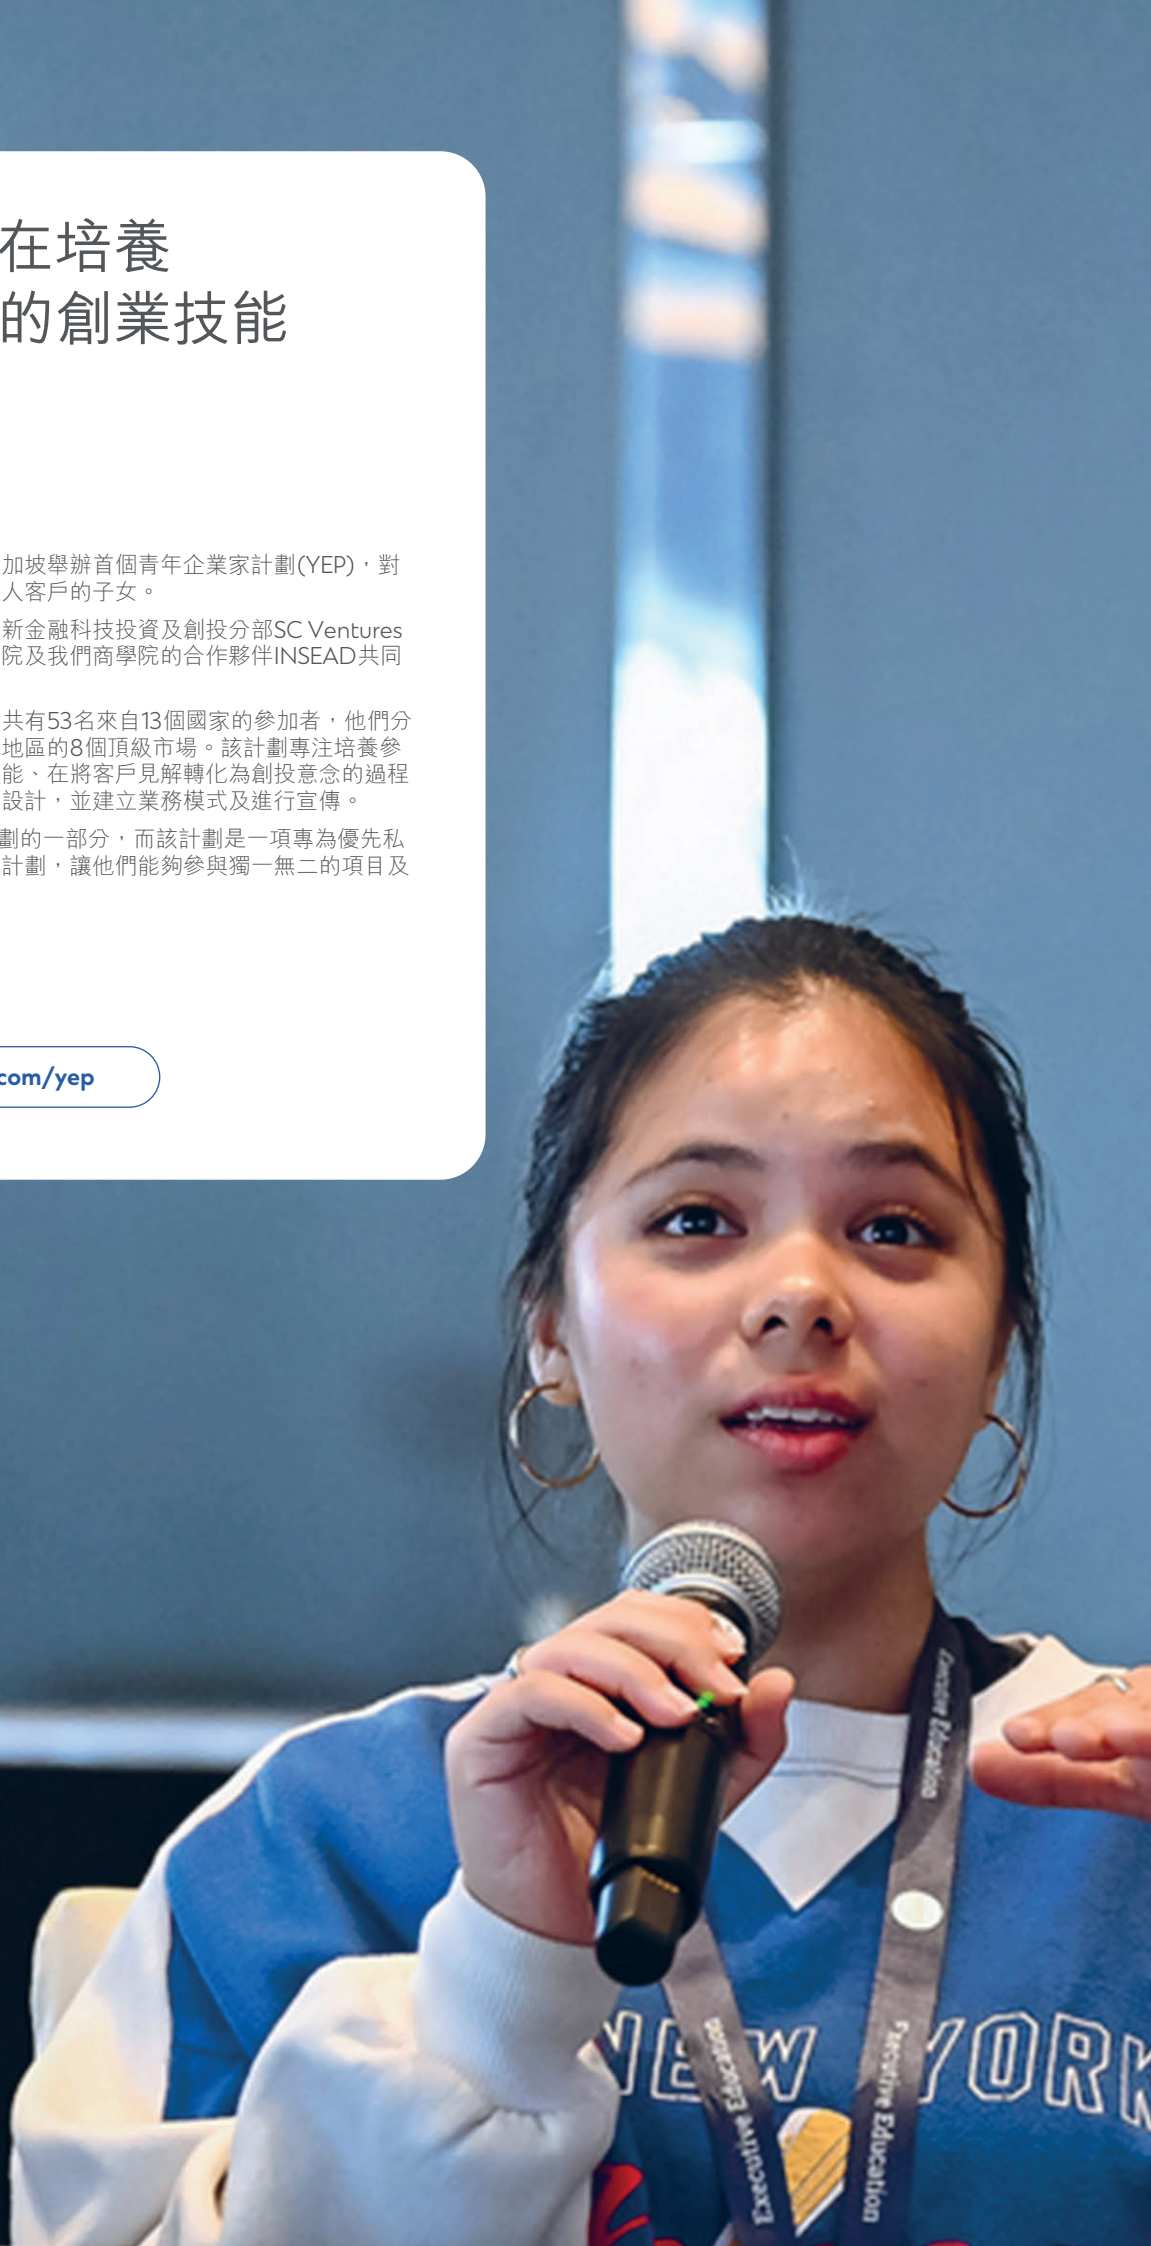 在培養
的創業技能
加坡舉辦首個青年企業家計劃(YEP)，對
人客戶的子女。
新金融科技投資及創投分部SC Ventures
院及我們商學院的合作夥伴INSEAD共同
共有53名來自13個國家的參加者，他們分
地區的8個頂級市場。該計劃專注培養參
能、在將客戶見解轉化為創投意念的過程
設計，並建立業務模式及進行宣傳。
劃的一部分，而該計劃是一項專為優先私
計劃，讓他們能夠參與獨一無二的項目及
.com/yep
Executive Education
NEW YORK
Executive Education
Executive Education